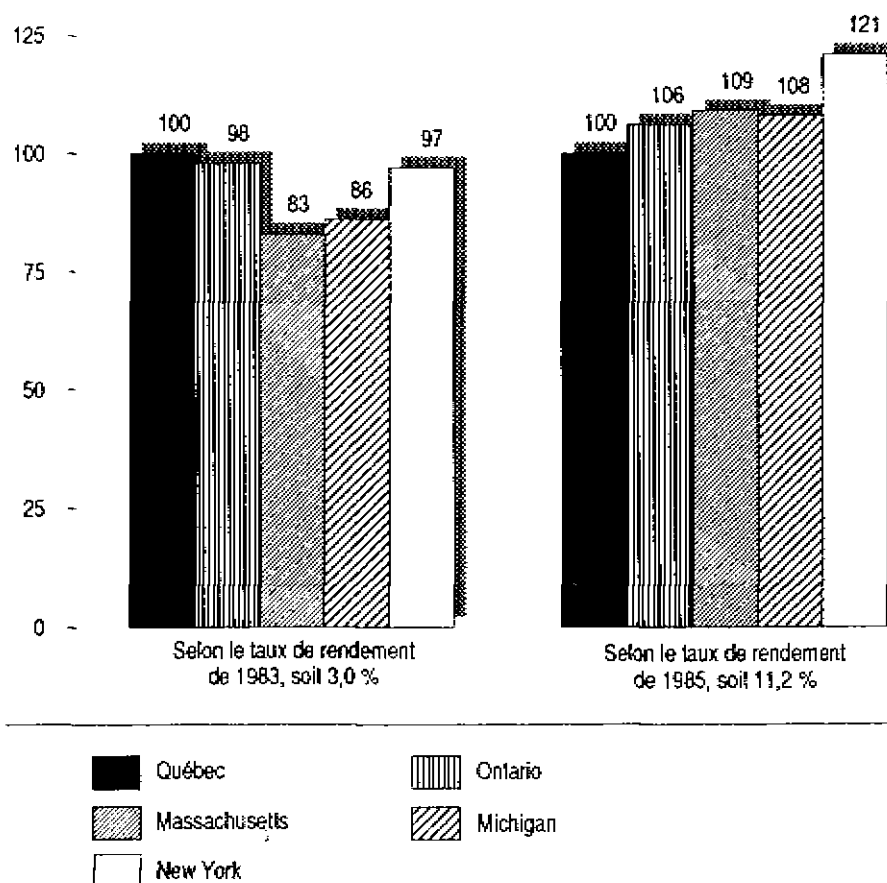 125
100
75
50
25
0
100
98
83
86
97
100
106
109
108
121
Selon le taux de rendement
de 1983, soit 3,0 %
Selon le taux de rendement
de 1985, soit 11,2 %
Québec
Ontario
Massachusetts
Michigan
New York